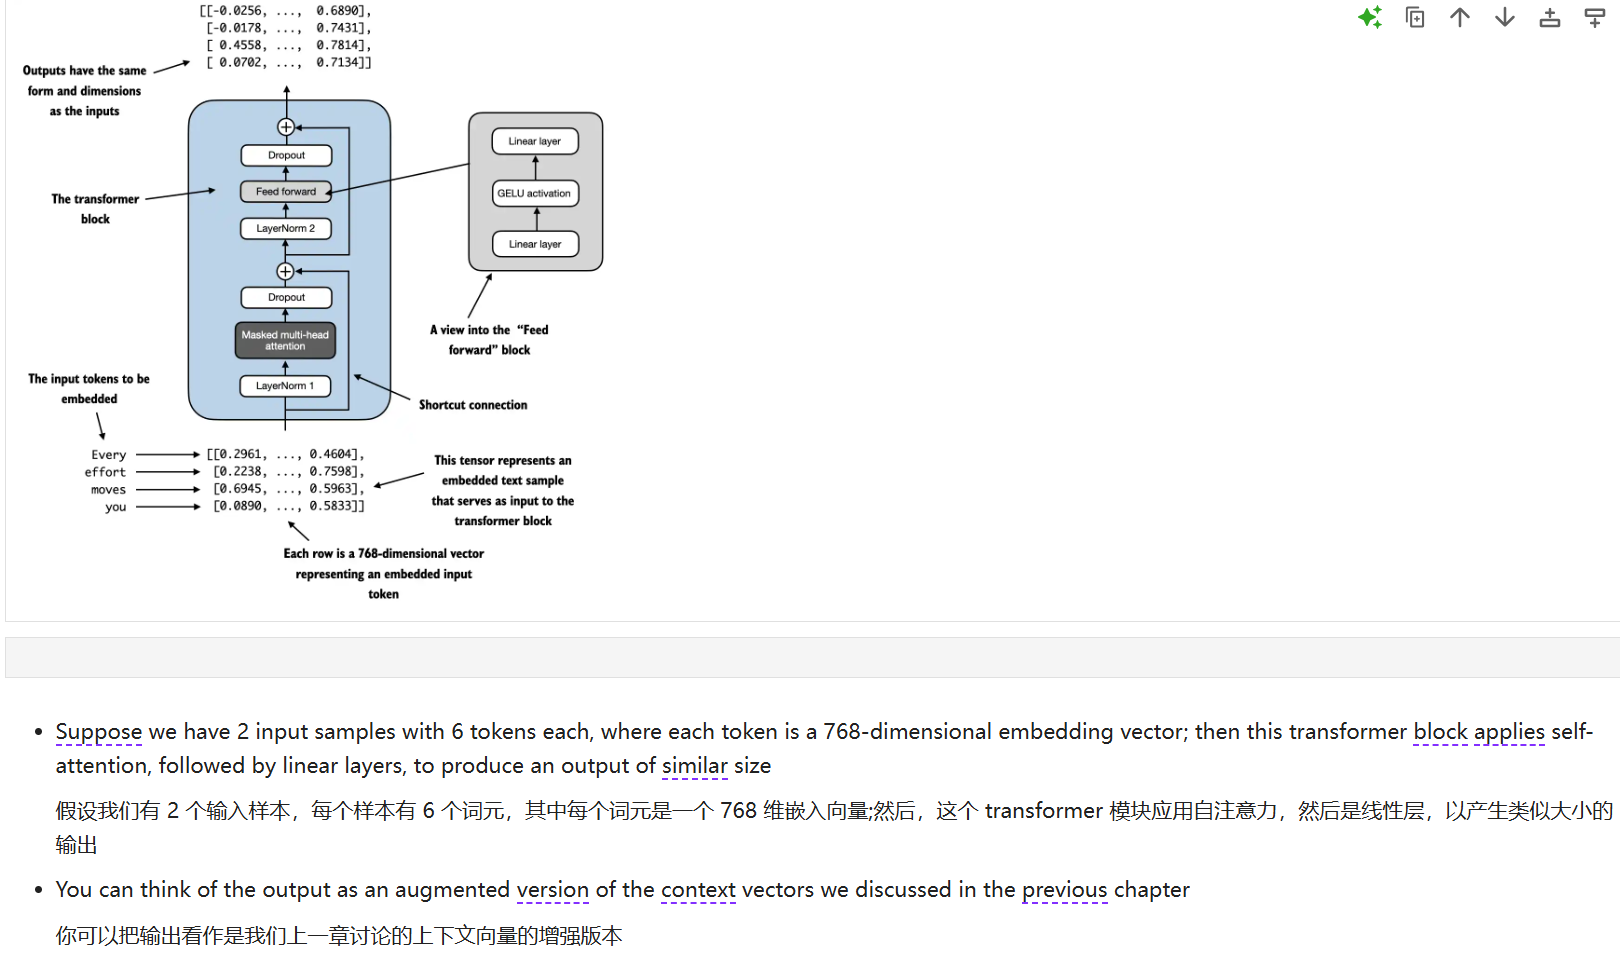 [[-0.0256, ..., 0.6890],
[-0.0178, ..., 0.7431],
[ 0.4558, ..., 0.7814],
[ 0.0702, ..., 0.7134]]
Outputs have the same
form and dimensions
as the inputs
Dropout
Feed forward
LayerNorm 2
Dropout
Masked multi-head
attention
LayerNorm 1
The transformer
block
Linear layer
GELU activation
Linear layer
A view into the “Feed
forward” block
Shortcut connection
The input tokens to be
embedded
Every
effort
moves
you
[[0.2961, ..., 0.4604],
[0.2238, ..., 0.7598],
[0.6945, ..., 0.5963],
[0.0890, ..., 0.5833]]
This tensor represents an
embedded text sample
that serves as input to the
transformer block
Each row is a 768-dimensional vector
representing an embedded input
token
• Suppose we have 2 input samples with 6 tokens each, where each token is a 768-dimensional embedding vector; then this transformer block applies self-
attention, followed by linear layers, to produce an output of similar size
假设我们有 2 个输入样本，每个样本有 6 个词元，其中每个词元是一个 768 维嵌入向量;然后，这个 transformer 模块应用自注意力，然后是线性层，以产生类似大小的
输出
• You can think of the output as an augmented version of the context vectors we discussed in the previous chapter
你可以把输出看作是我们上一章讨论的上下文向量的增强版本